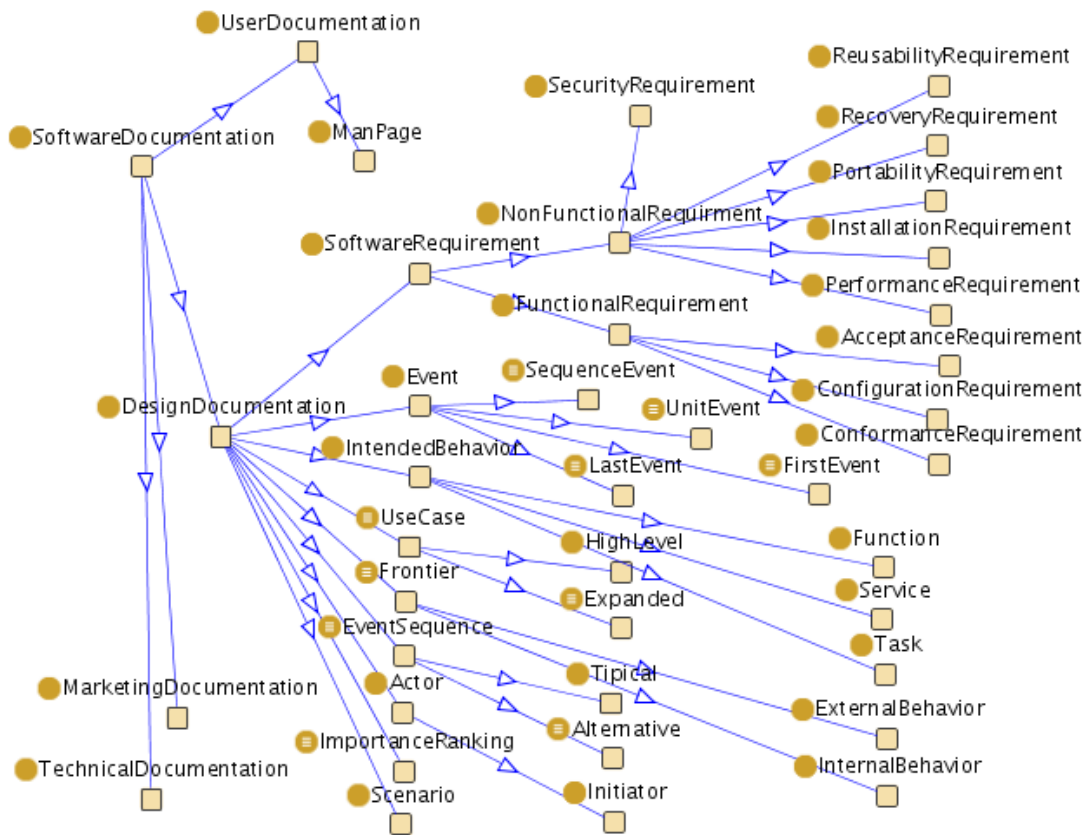 UserDocumentation
ReusabilityRequirement
SecurityRequirement
RecoveryRequirement
SoftwareDocumentation
ManPage
PortabilityRequirement
NonFunctionalRequirment
InstallationRequirement
SoftwareRequirement
PerformanceRequirement
FunctionalRequirement
AcceptanceRequirement
SequenceEvent
Event
ConfigurationRequirement
UnitEvent
DesignDocumentation
ConformanceRequirement
IntendedBehavior
LastEvent
FirstEvent
UseCase
HighLevel
Function
Frontier
Service
Expanded
EventSequence
Task
Tipical
Actor
MarketingDocumentation
ExternalBehavior
Alternative
ImportanceRanking
InternalBehavior
TechnicalDocumentation
Scenario
Initiator